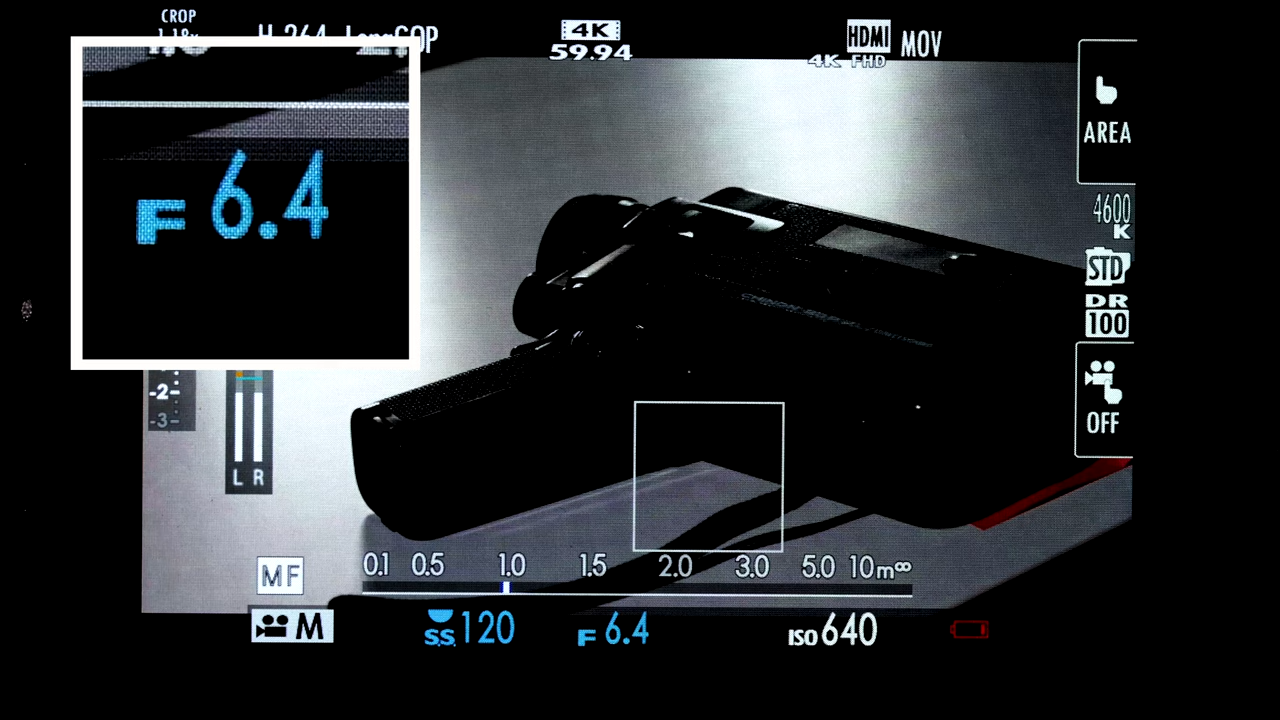 CROP
1.18x
H.264 LongGOP
4K
59.94
HDMI
MOV
4K FHD
AREA
F 6.4
4600
K
STD
DR
100
OFF
-2-
-3-
L R
0.1 0.5 1.0 1.5 2.0 3.0 5.0 10m∞
MF
M
S.S. 120
F 6.4
ISO 640